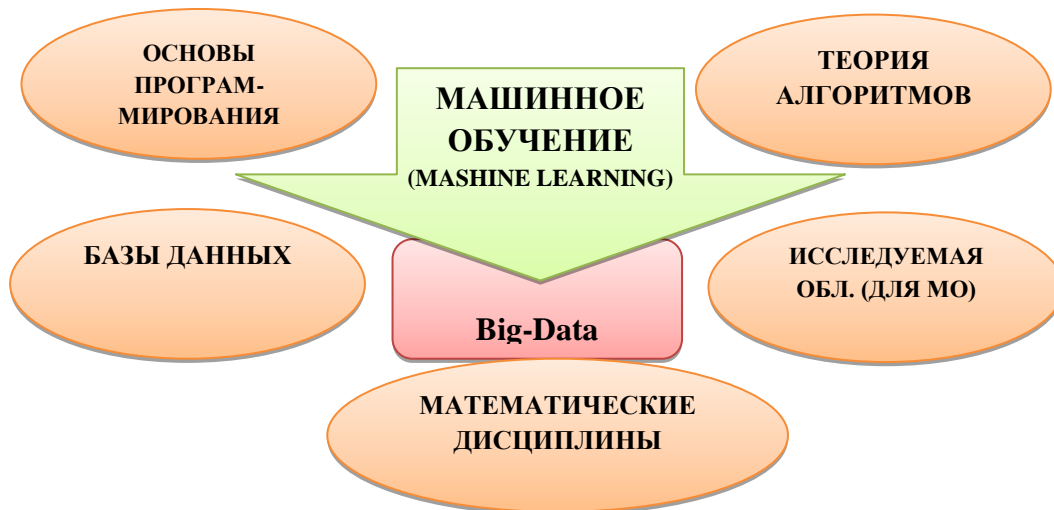 ОСНОВЫ
ПРОГРАМ-
МИРОВАНИЯ
МАШИННОЕ
ОБУЧЕНИЕ
(MASHINE LEARNING)
ТЕОРИЯ
АЛГОРИТМОВ
БАЗЫ ДАННЫХ
Big-Data
ИССЛЕДУЕМАЯ
ОБЛ. (ДЛЯ МО)
МАТЕМАТИЧЕСКИЕ
ДИСЦИПЛИНЫ